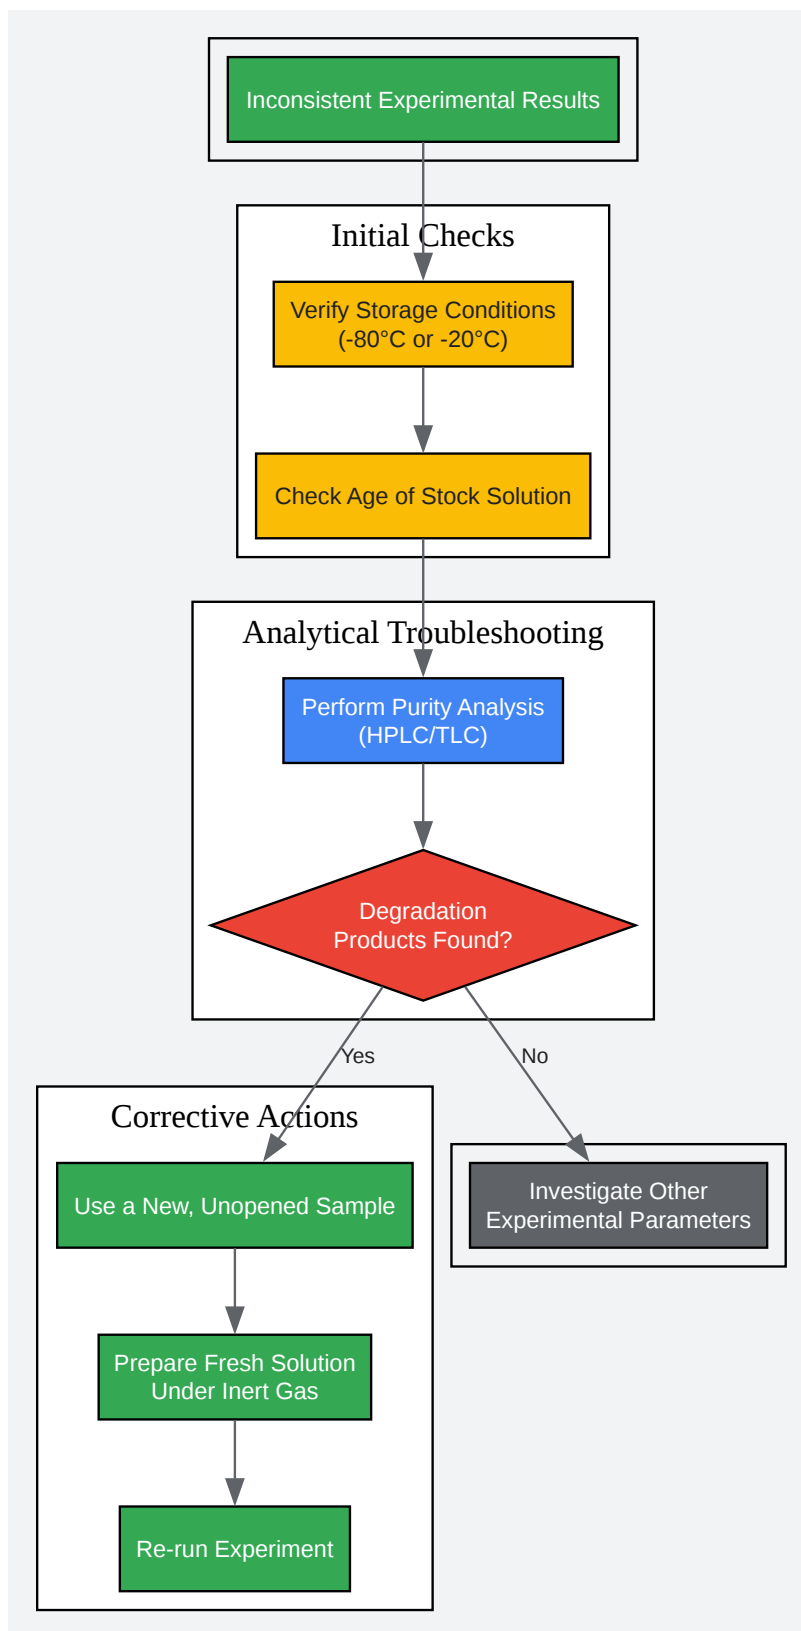 Inconsistent Experimental Results
Initial Checks
Verify Storage Conditions
(-80°C or -20°C)
Check Age of Stock Solution
Analytical Troubleshooting
Perform Purity Analysis
(HPLC/TLC)
Degradation
Products Found?
Yes
No
Corrective Actions
Use a New, Unopened Sample
Investigate Other
Experimental Parameters
Prepare Fresh Solution
Under Inert Gas
Re-run Experiment